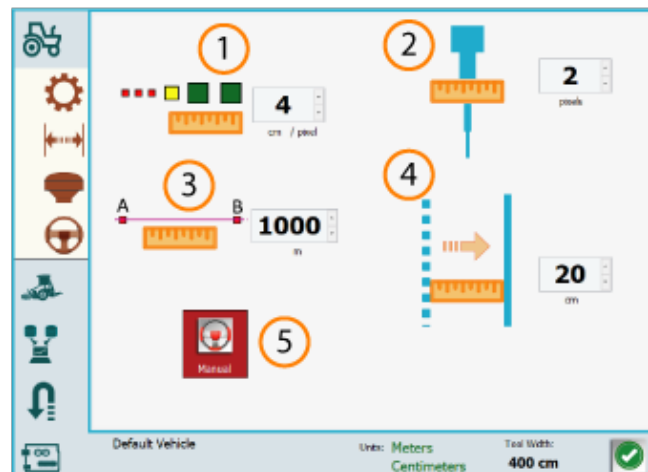 1
2
4
cm / pixel
2
pixels
3
4
A
B
1000
m
20
cm
Manual
5
Default Vehicle
Units: Meters
Centimeters
Tool Width:
400 cm